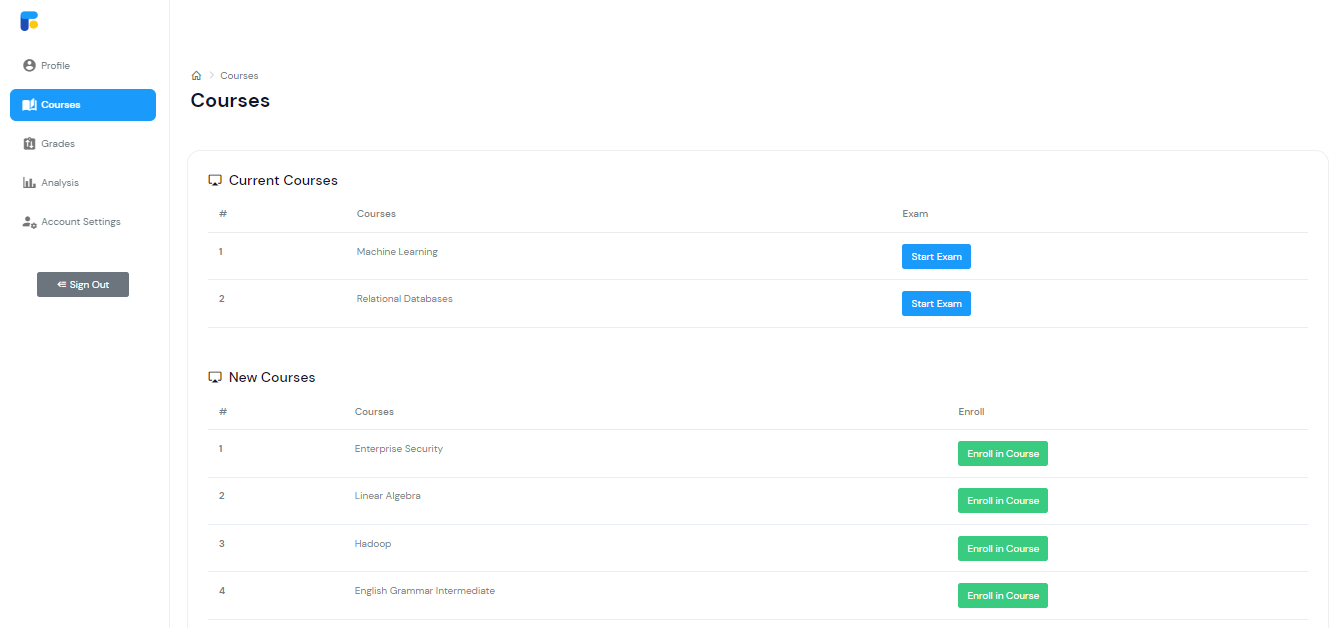 Profile
Courses
Grades
Analysis
Account Settings
Sign Out
Courses
Courses
Current Courses
# Courses Exam
1 Machine Learning Start Exam
2 Relational Databases Start Exam
New Courses
# Courses Enroll
1 Enterprise Security Enroll in Course
2 Linear Algebra Enroll in Course
3 Hadoop Enroll in Course
4 English Grammar Intermediate Enroll in Course